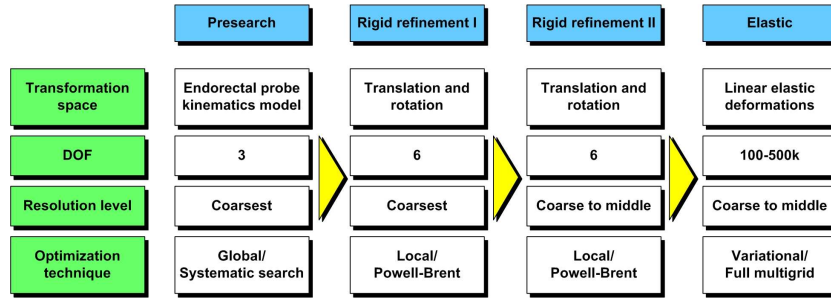 Presearch
Rigid refinement I
Rigid refinement II
Elastic
Transformation
space
Endorectal probe
kinematics model
Translation and
rotation
Translation and
rotation
Linear elastic
deformations
DOF
3
6
6
100-500k
Resolution level
Coarsest
Coarsest
Coarse to middle
Coarse to middle
Optimization
technique
Global/
Systematic search
Local/
Powell-Brent
Local/
Powell-Brent
Variational/
Full multigrid